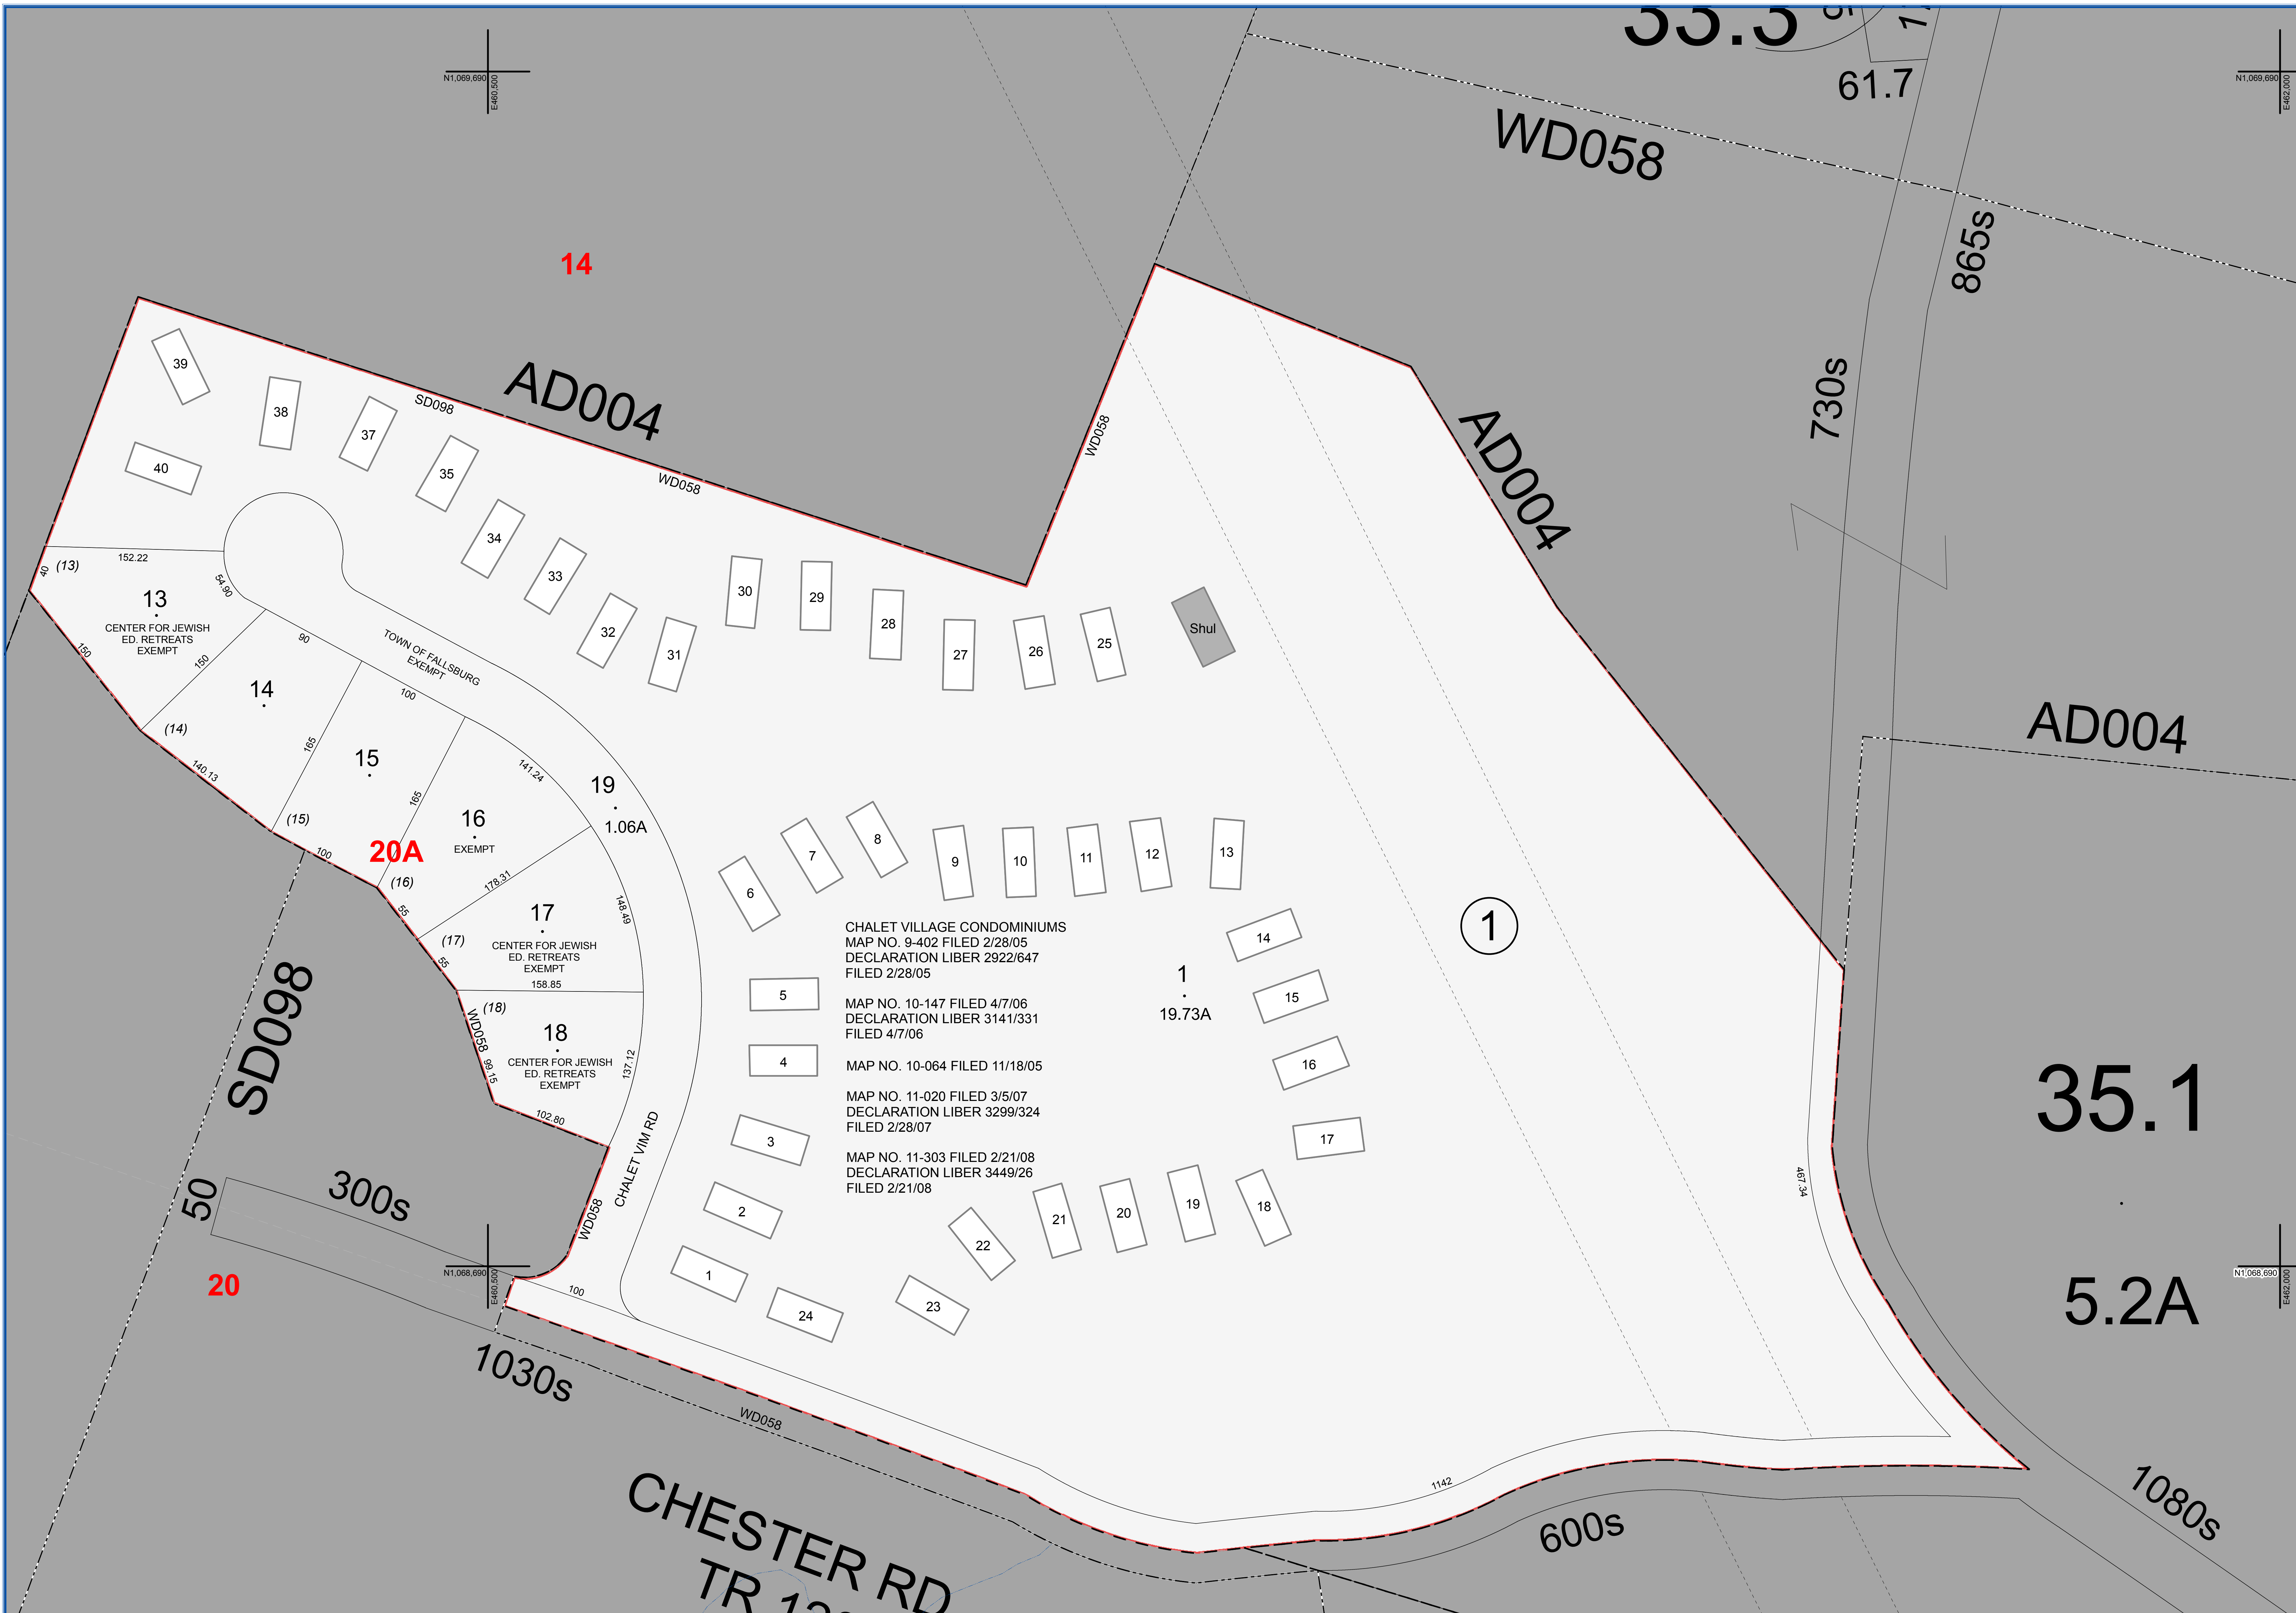 33.3
61.7
N1,069,690
E460,500
N1,069,690
E462,000
WD058
865s
730s
14
AD004
SD098
WD058
WD058
AD004
39
38
37
35
40
34
33
32
31
30
29
28
27
26
25
Shul
152.22
40
(13)
54.90
13
CENTER FOR JEWISH
ED. RETREATS
EXEMPT
150
150
90
TOWN OF FALLSBURG
EXEMPT
14
100
(14)
140.13
165
15
165
141.24
19
1.06A
(15)
100
20A
16
EXEMPT
(16)
178.31
55
148.49
17
CENTER FOR JEWISH
ED. RETREATS
EXEMPT
(17)
55
158.85
(18)
WD058
18
CENTER FOR JEWISH
ED. RETREATS
EXEMPT
99.15
137.12
102.80
CHALET VIM RD
WD058
6
7
8
9
10
11
12
13
14
15
16
17
18
19
20
21
22
23
24
1
2
3
4
5
CHALET VILLAGE CONDOMINIUMS
MAP NO. 9-402 FILED 2/28/05
DECLARATION LIBER 2922/647
FILED 2/28/05
MAP NO. 10-147 FILED 4/7/06
DECLARATION LIBER 3141/331
FILED 4/7/06
MAP NO. 10-064 FILED 11/18/05
MAP NO. 11-020 FILED 3/5/07
DECLARATION LIBER 3299/324
FILED 2/28/07
MAP NO. 11-303 FILED 2/21/08
DECLARATION LIBER 3449/26
FILED 2/21/08
1
19.73A
1
AD004
35.1
5.2A
467.34
SD098
50
300s
20
N1,068,690
E460,500
N1,068,690
E462,000
100
1030s
WD058
1142
600s
1080s
CHESTER RD
TR